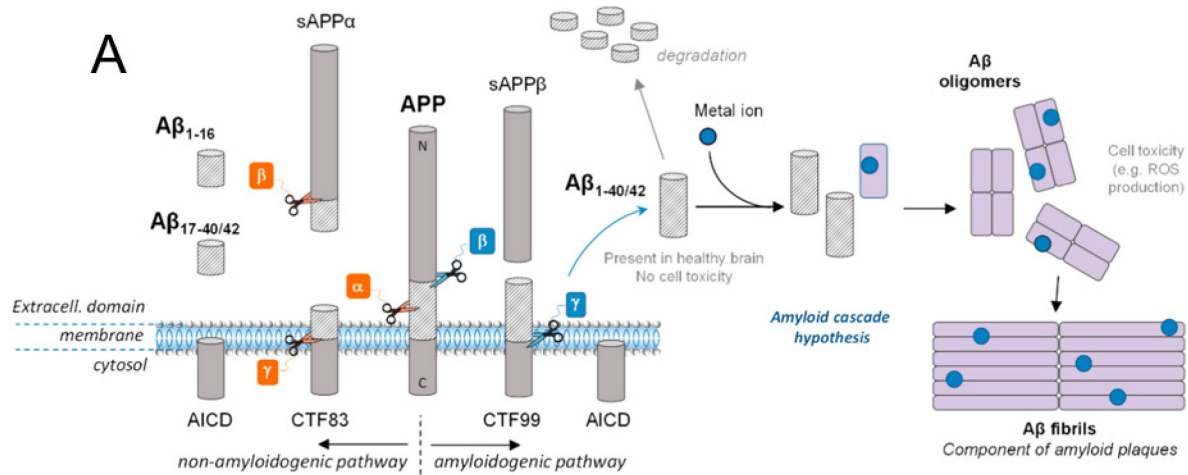 A
sAPPα
Aβ1-16
β
Aβ17-40/42
APP
N
sAPPβ
degradation
Metal ion
Aβ1-40/42
β
α
γ
Present in healthy brain
No cell toxicity
Aβ
oligomers
Cell toxicity
(e.g. ROS
production)
Extracell. domain
membrane
cytosol
γ
C
Amyloid cascade
hypothesis
AICD
CTF83
CTF99
AICD
non-amyloidogenic pathway
amyloidogenic pathway
Aβ fibrils
Component of amyloid plaques